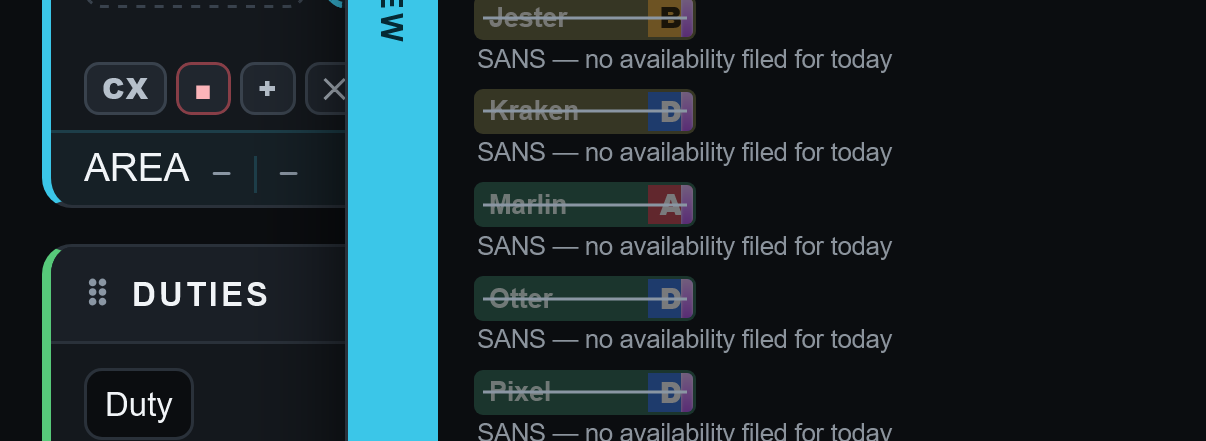 CX ■ + ×
AREA – | –
DUTIES
Duty
EW
Jester B
SANS — no availability filed for today
Kraken D
SANS — no availability filed for today
Marlin A
SANS — no availability filed for today
Otter D
SANS — no availability filed for today
Pixel D
SANS — no availability filed for today